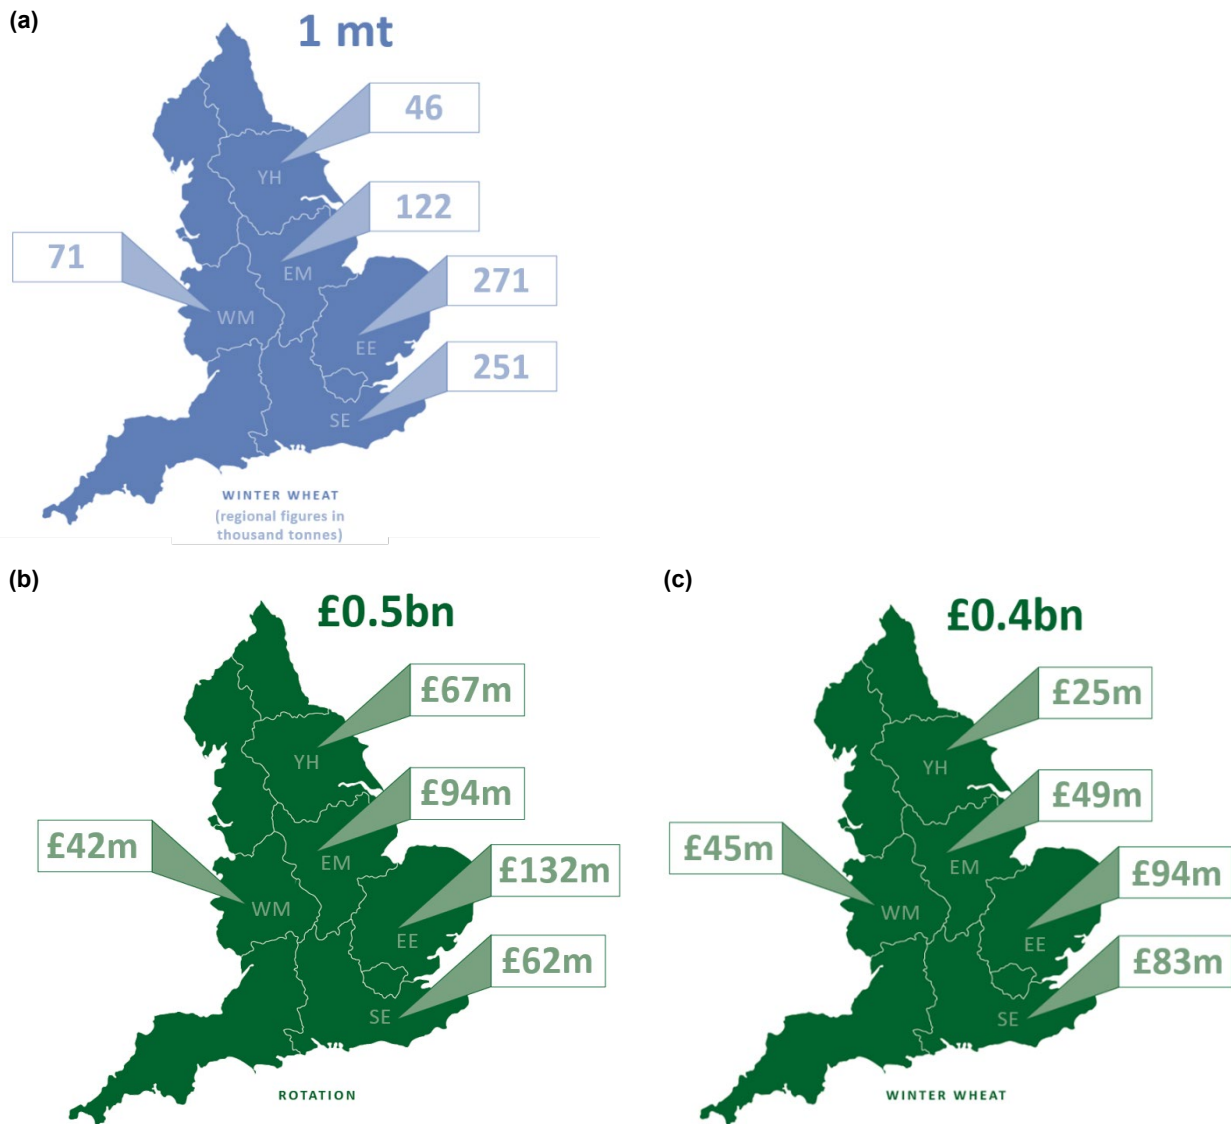 (a)
1 mt
46
YH
122
71
EM
271
WM
EE
251
SE
WINTER WHEAT
(regional figures in
thousand tonnes)
(b)
£0.5bn
£67m
YH
£94m
£42m
EM
£132m
WM
EE
£62m
SE
ROTATION
(c)
£0.4bn
£25m
YH
£49m
£45m
EM
£94m
WM
EE
£83m
SE
WINTER WHEAT